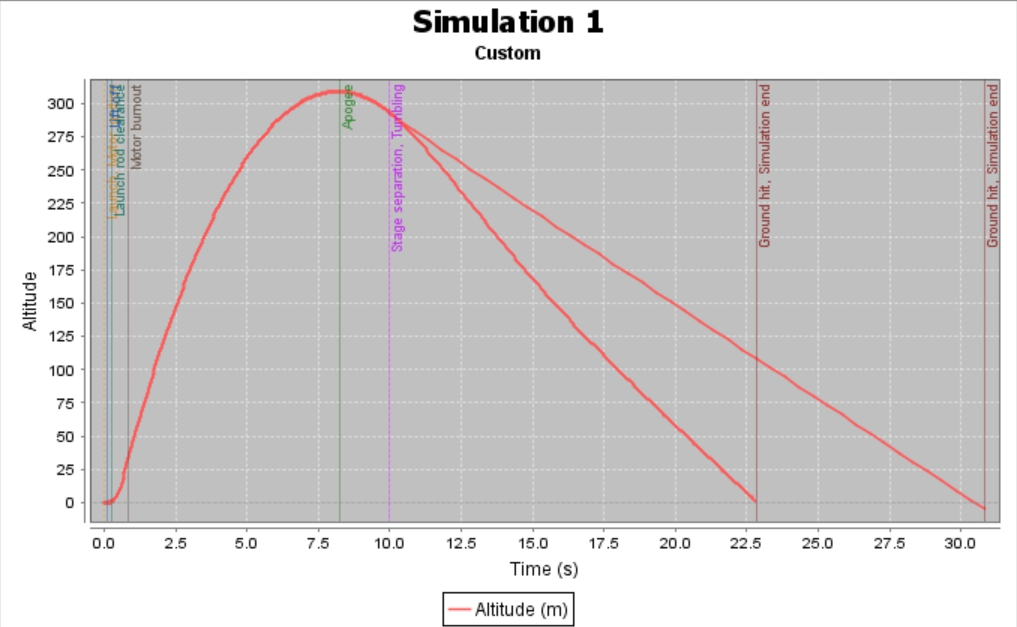 Simulation 1
Custom
Altitude
300
275
250
225
200
175
150
125
100
75
50
25
0
Launch rod clearance
Motor burnout
Apogee
Stage separation, Tumbling
Ground hit, Simulation end
Ground hit, Simulation end
0.0 2.5 5.0 7.5 10.0 12.5 15.0 17.5 20.0 22.5 25.0 27.5 30.0
Time (s)
Altitude (m)